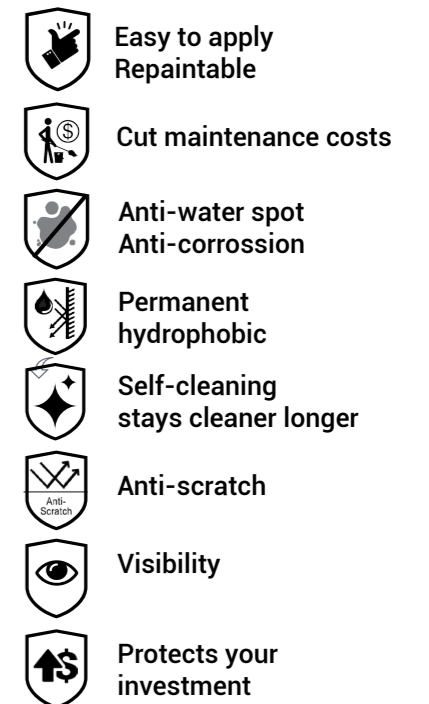 Easy to apply
Repaintable
$
Cut maintenance costs
Anti-water spot
Anti-corrossion
Permanent
hydrophobic
Self-cleaning
stays cleaner longer
Anti-
Scratch
Anti-scratch
Visibility
$
Protects your
investment